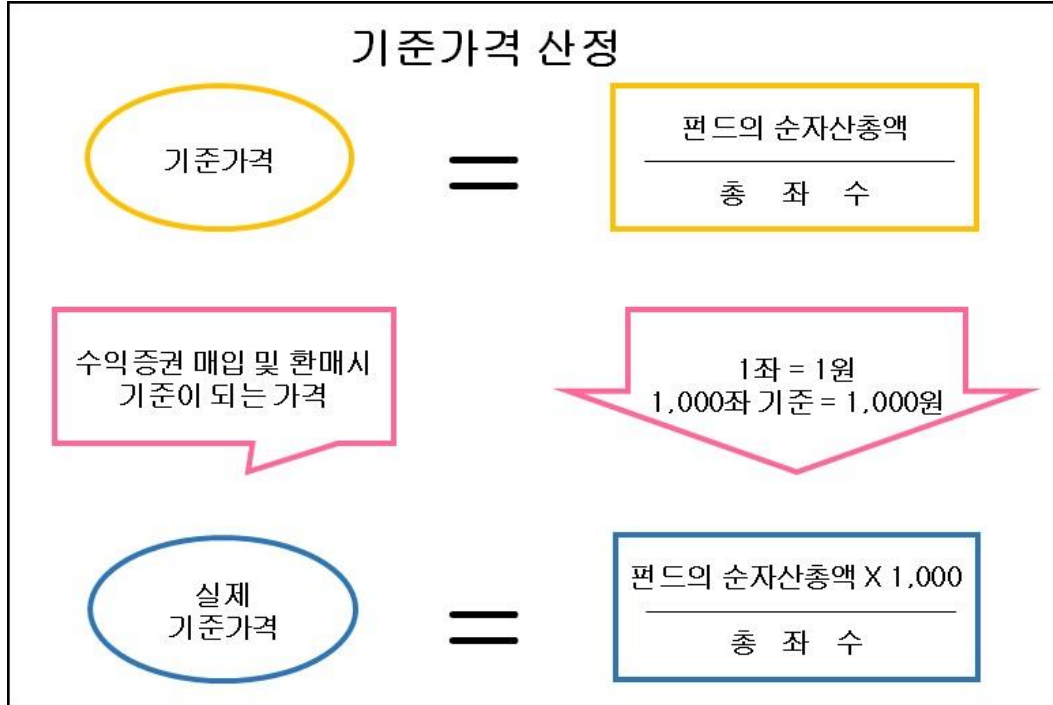 기준가격 산정
기준가격
=
펀드의 순자산총액
총 좌 수
수익증권 매입 및 환매시
기준이 되는 가격
1좌 = 1원
1,000좌 기준 = 1,000원
실제
기준가격
=
펀드의 순자산총액 X 1,000
총 좌 수